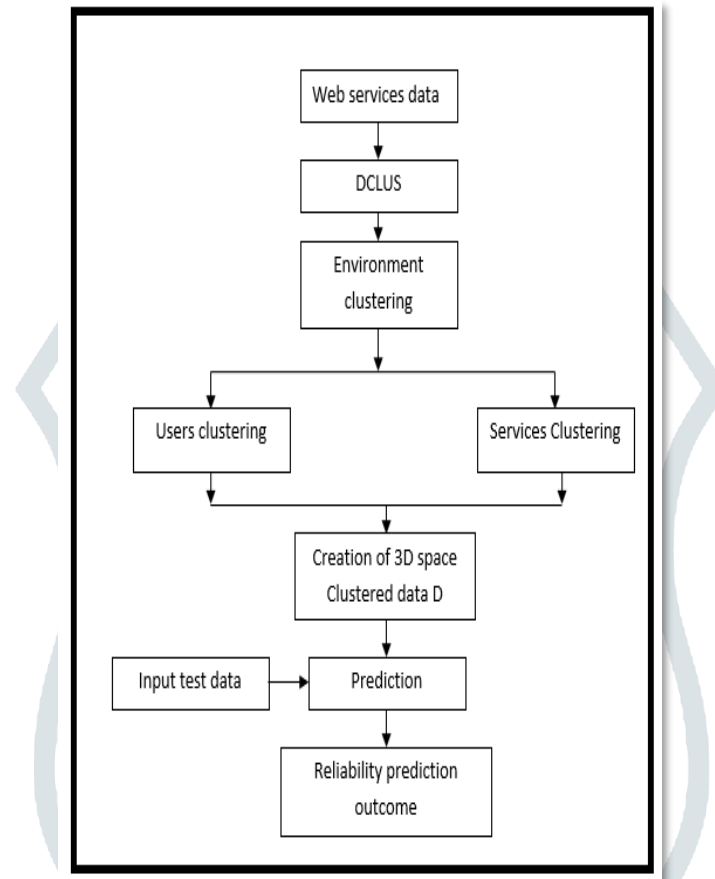 Web services data
DCLUS
Environment
clustering
Users clustering
Services Clustering
Creation of 3D space
Clustered data D
Input test data
Prediction
Reliability prediction
outcome